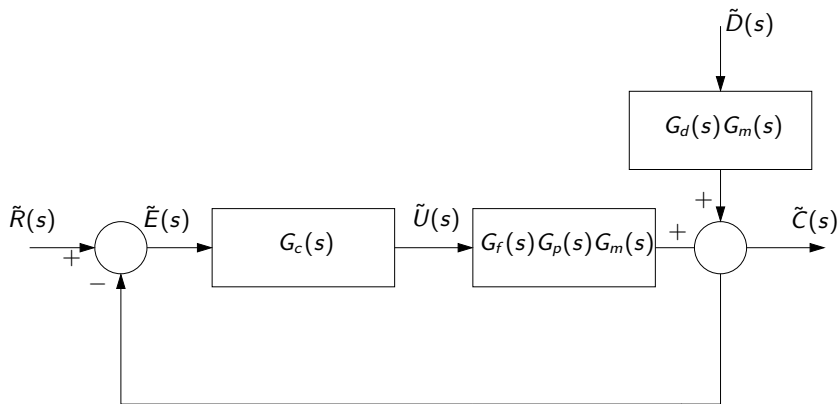 D̃(s)
G_d(s)G_m(s)
+
R̃(s)
Ẽ(s)
Ũ(s)
C̃(s)
+
G_c(s)
G_f(s)G_p(s)G_m(s)
+
−